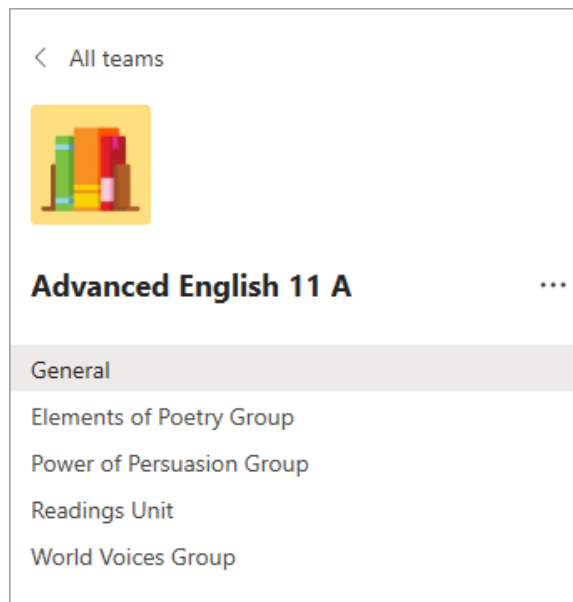 All teams
Advanced English 11 A
General
Elements of Poetry Group
Power of Persuasion Group
Readings Unit
World Voices Group